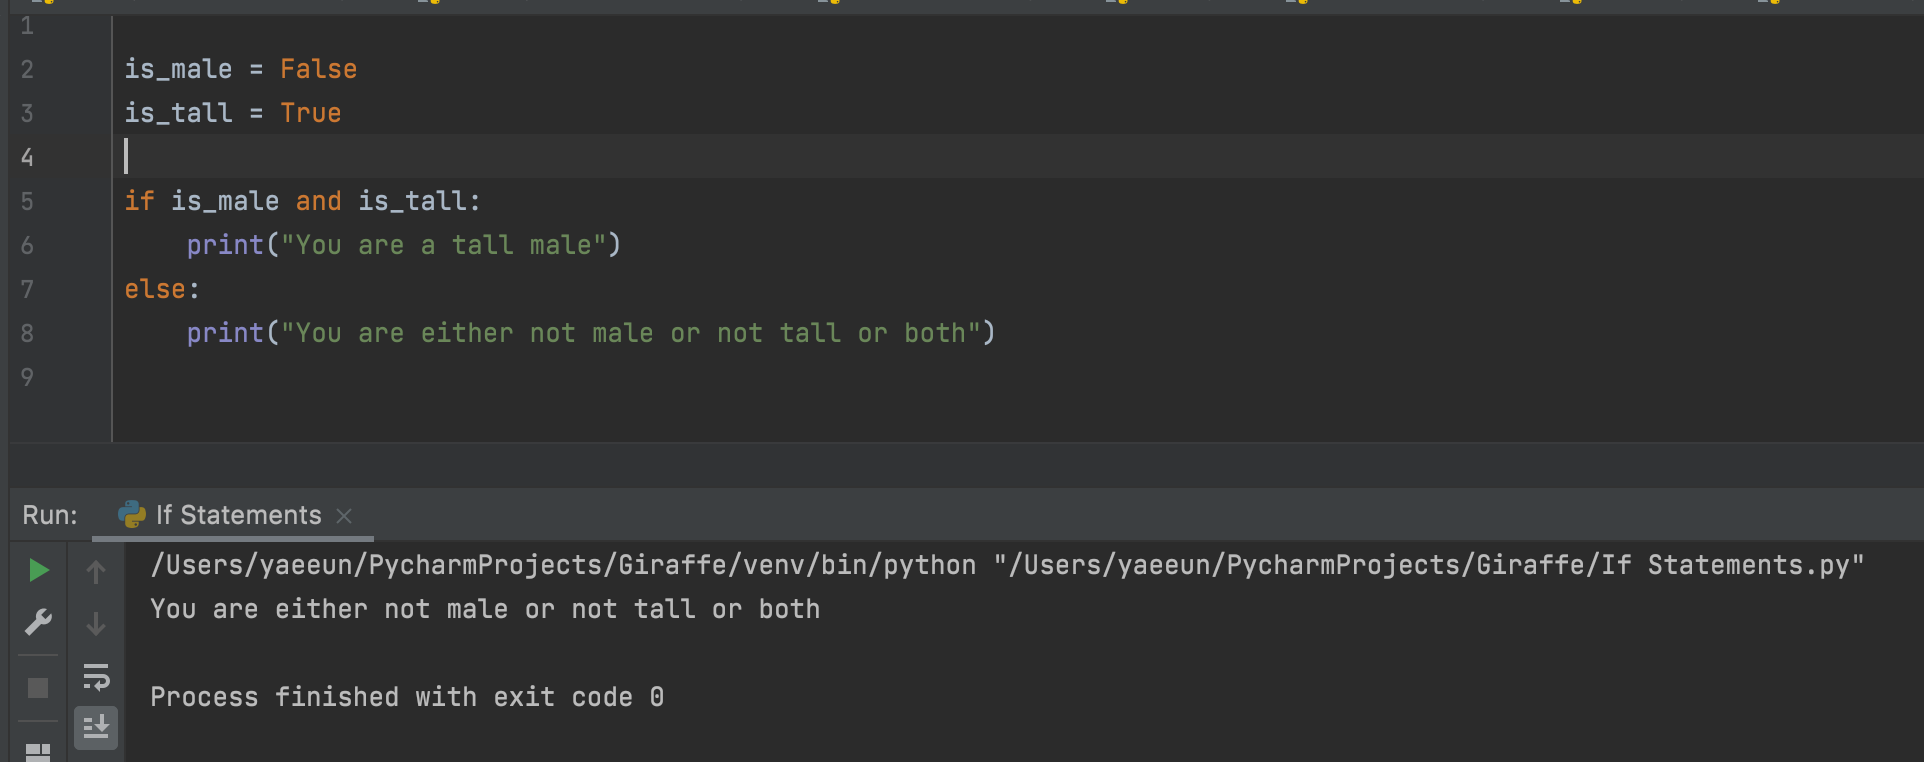 1
2 is_male = False
3 is_tall = True
4
5 if is_male and is_tall:
6     print("You are a tall male")
7 else:
8     print("You are either not male or not tall or both")
9
Run: If Statements
/Users/yaeeun/PycharmProjects/Giraffe/venv/bin/python "/Users/yaeeun/PycharmProjects/Giraffe/If Statements.py"
You are either not male or not tall or both
Process finished with exit code 0